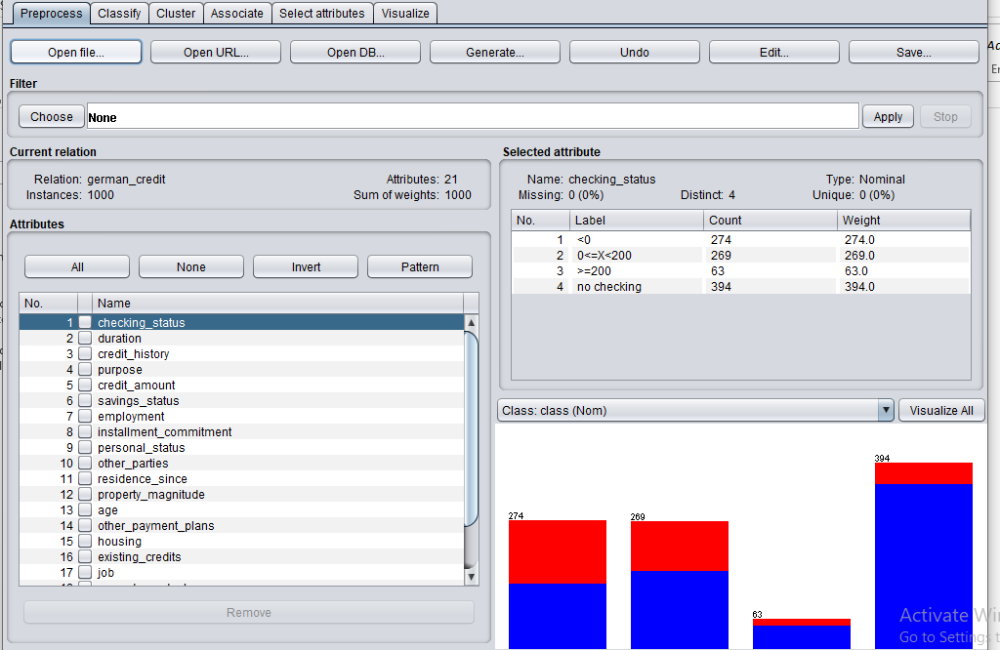 Preprocess Classify Cluster Associate Select attributes Visualize
Open file... Open URL... Open DB... Generate... Undo Edit... Save...
Filter
Choose None Apply Stop
Current relation
Relation: german_credit Attributes: 21
Instances: 1000 Sum of weights: 1000
Attributes
All None Invert Pattern
No. Name
1 checking_status
2 duration
3 credit_history
4 purpose
5 credit_amount
6 savings_status
7 employment
8 installment_commitment
9 personal_status
10 other_parties
11 residence_since
12 property_magnitude
13 age
14 other_payment_plans
15 housing
16 existing_credits
17 job
Remove
Selected attribute
Name: checking_status Type: Nominal
Missing: 0 (0%) Distinct: 4 Unique: 0 (0%)
No. Label Count Weight
1 <0 274 274.0
2 0<=X<200 269 269.0
3 >=200 63 63.0
4 no checking 394 394.0
Class: class (Nom) Visualize All
394
274 269
63
Activate Wi
Go to Settings t